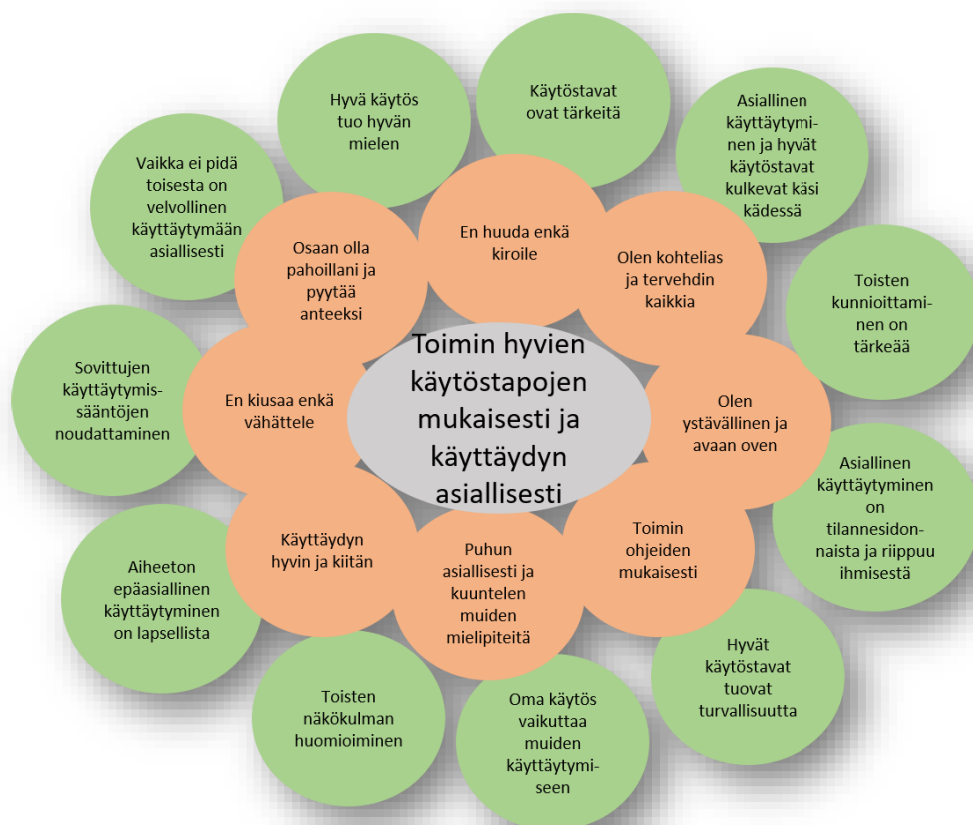 Toimin hyvien
käytöstapojen
mukaisesti ja
käyttäydyn
asiallisesti
En huuda enkä
kiroile
Olen kohtelias
ja tervehdin
kaikkia
Olen
ystävällinen ja
avaan oven
Toimin
ohjeiden
mukaisesti
Puhun
asiallisesti ja
kuuntelen
muiden
mielipiteitä
Käyttäydyn
hyvin ja kiitän
En kiusaa enkä
vähättele
Osaan olla
pahoillani ja
pyytää
anteeksi
Käytöstavat
ovat tärkeitä
Asiallinen
käyttäytymi-
nen ja hyvät
käytöstavat
kulkevat käsi
kädessä
Toisten
kunnioittami-
nen on
tärkeää
Asiallinen
käyttäytyminen
on
tilannesidon-
naista ja riippuu
ihmisestä
Hyvät
käytöstavat
tuovat
turvallisuutta
Oma käytös
vaikuttaa
muiden
käyttäytymi-
seen
Toisten
näkökulman
huomioiminen
Aiheeton
epäasiallinen
käyttäytyminen
on lapsellista
Sovittujen
käyttäytymis-
sääntöjen
noudattaminen
Vaikka ei pidä
toisesta on
velvollinen
käyttäytymään
asiallisesti
Hyvä käytös
tuo hyvän
mielen